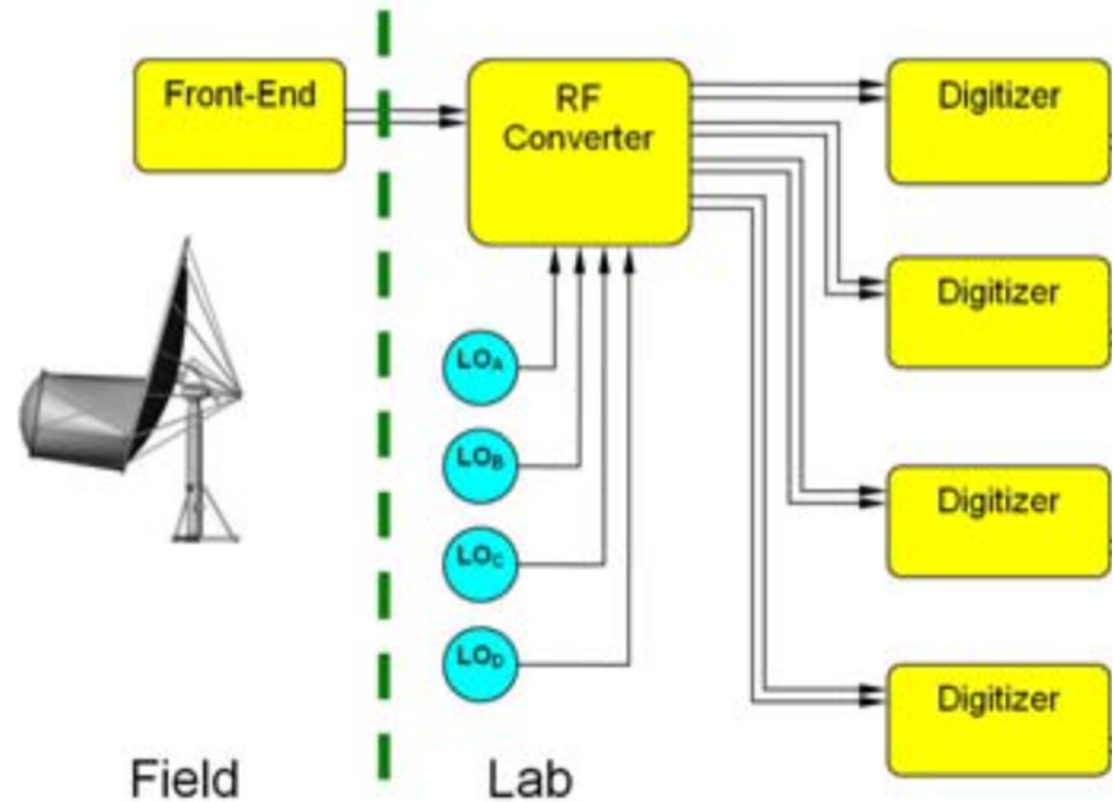 Front-End
RF
Converter
Digitizer
Digitizer
Digitizer
Digitizer
LOA
LOB
LOC
LOD
Field
Lab